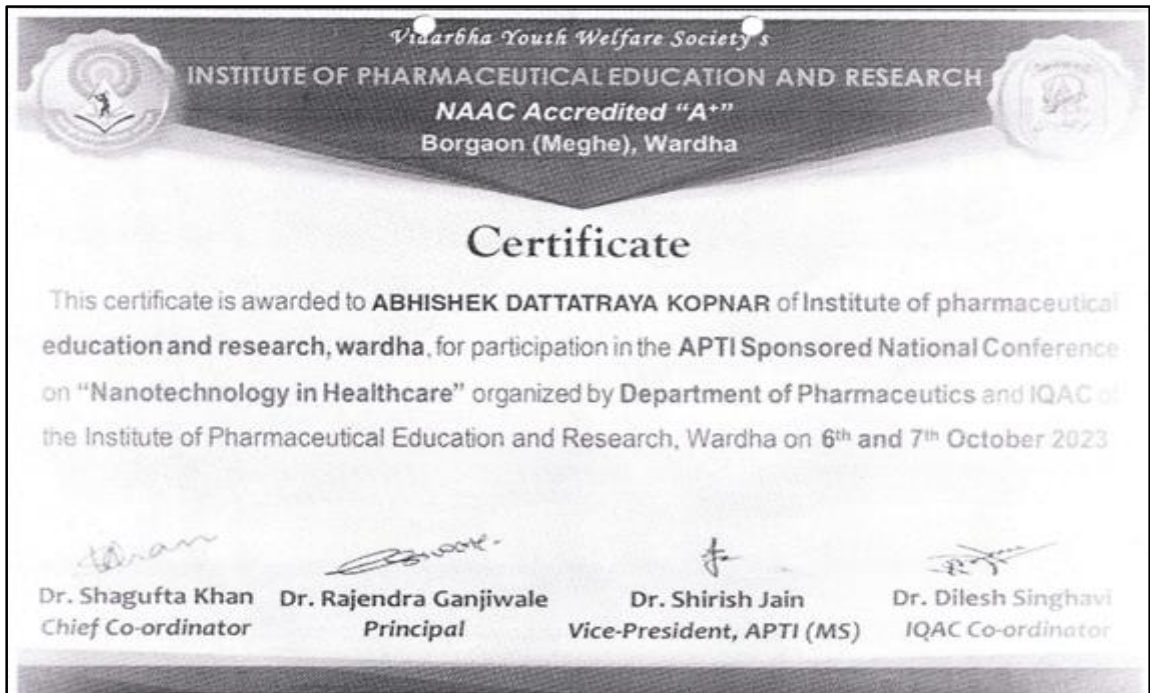 Vidarbha Youth Welfare Society's
INSTITUTE OF PHARMACEUTICAL EDUCATION AND RESEARCH
NAAC Accredited “A+”
Borgaon (Meghe), Wardha
Certificate
This certificate is awarded to ABHISHEK DATTATRAYA KOPNAR of Institute of pharmaceutical
education and research, wardha, for participation in the APTI Sponsored National Conference
on “Nanotechnology in Healthcare” organized by Department of Pharmaceutics and IQAC of
the Institute of Pharmaceutical Education and Research, Wardha on 6th and 7th October 2023
Dr. Shagufta Khan
Chief Co-ordinator
Dr. Rajendra Ganjiwale
Principal
Dr. Shirish Jain
Vice-President, APTI (MS)
Dr. Dilesh Singhavi
IQAC Co-ordinator